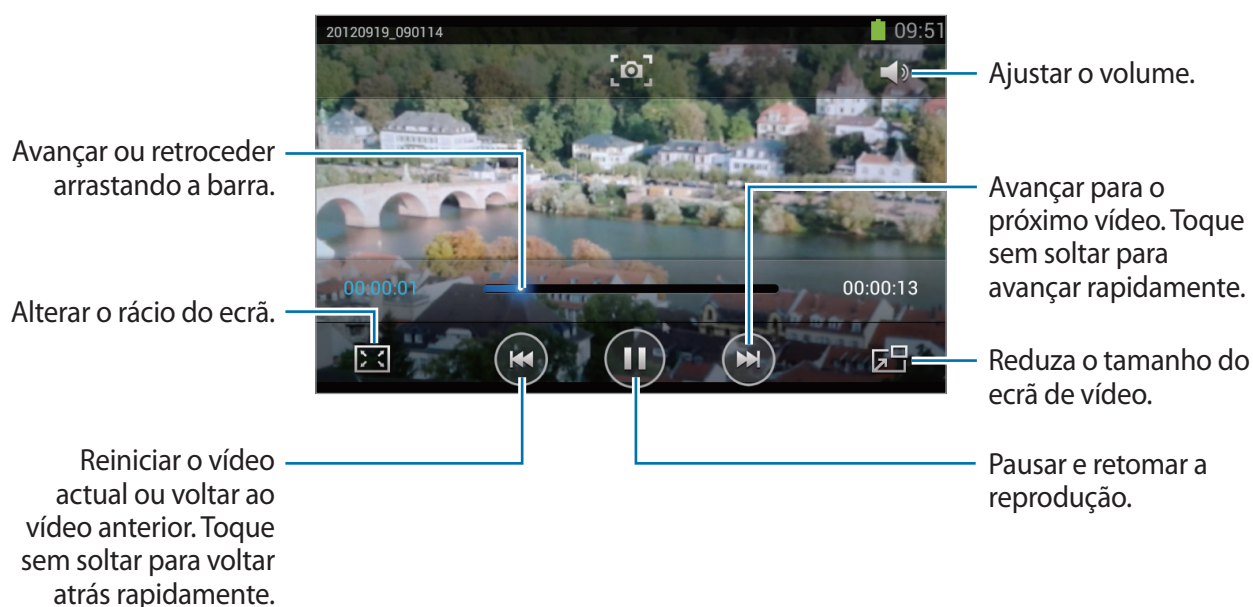 20120919_090114
09:51
Ajustar o volume.
Avançar ou retroceder
arrastando a barra.
Avançar para o
próximo vídeo. Toque
sem soltar para
avançar rapidamente.
00:00:01
00:00:13
Alterar o rácio do ecrã.
Reduza o tamanho do
ecrã de vídeo.
Reiniciar o vídeo
actual ou voltar ao
vídeo anterior. Toque
sem soltar para voltar
atrás rapidamente.
Pausar e retomar a
reprodução.